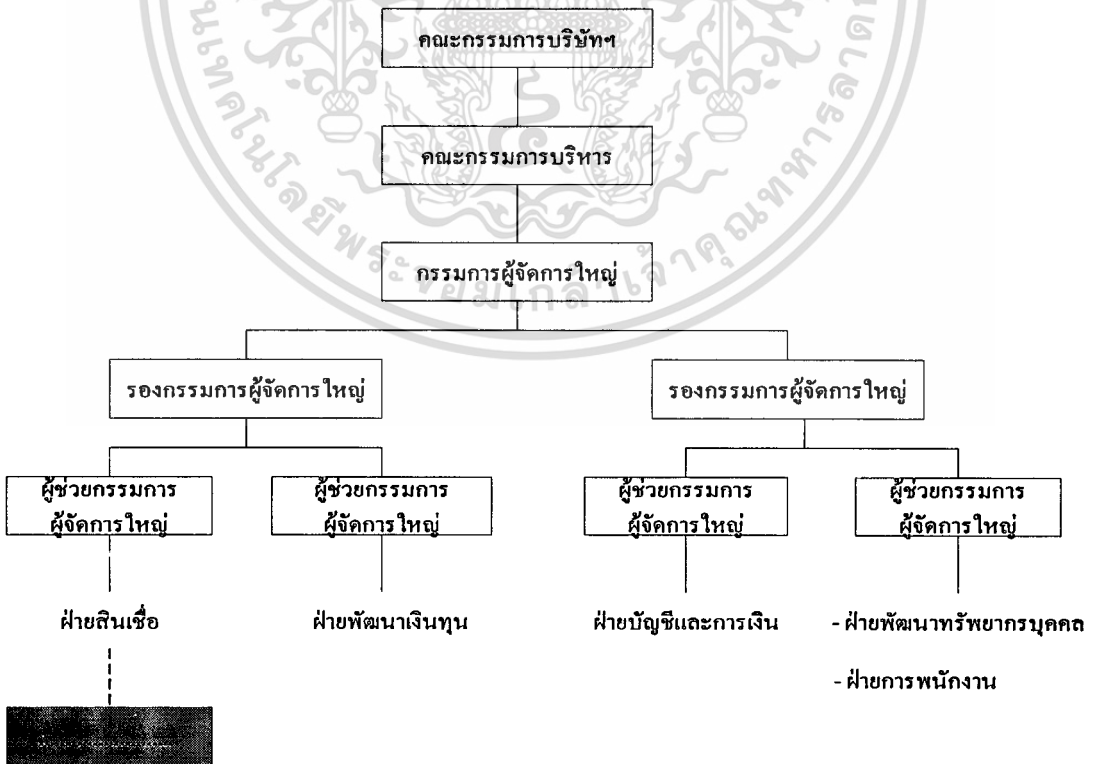 คณะกรรมการบริษัทฯ
คณะกรรมการบริหาร
กรรมการผู้จัดการใหญ่
รองกรรมการผู้จัดการใหญ่
รองกรรมการผู้จัดการใหญ่
ผู้ช่วยกรรมการ
ผู้จัดการใหญ่
ผู้ช่วยกรรมการ
ผู้จัดการใหญ่
ผู้ช่วยกรรมการ
ผู้จัดการใหญ่
ผู้ช่วยกรรมการ
ผู้จัดการใหญ่
ฝ่ายสินเชื่อ
ฝ่ายพัฒนาเงินทุน
ฝ่ายบัญชีและการเงิน
- ฝ่ายพัฒนาทรัพยากรบุคคล
- ฝ่ายการพนักงาน